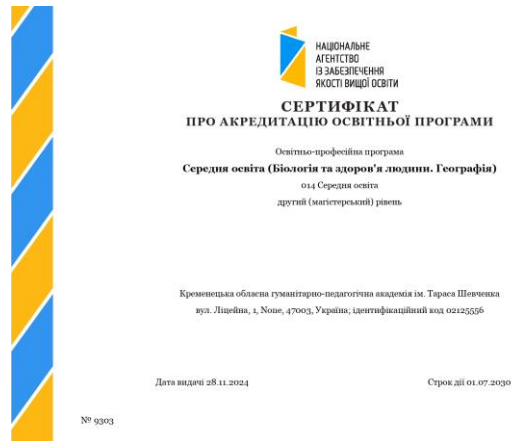 НАЦІОНАЛЬНЕ
АГЕНТСТВО
ІЗ ЗАБЕЗПЕЧЕННЯ
ЯКОСТІ ВИЩОЇ ОСВІТИ
СЕРТИФІКАТ
ПРО АКРЕДИТАЦІЮ ОСВІТНЬОЇ ПРОГРАМИ
Освітньо-професійна програма
Середня освіта (Біологія та здоров'я людини. Географія)
014 Середня освіта
другий (магістерський) рівень
Кременецька обласна гуманітарно-педагогічна академія ім. Тараса Шевченка
вул. Ліцейна, 1, None, 47003, Україна; ідентифікаційний код 02125556
Дата видачі 28.11.2024 Строк дії 01.07.2030
№ 9303